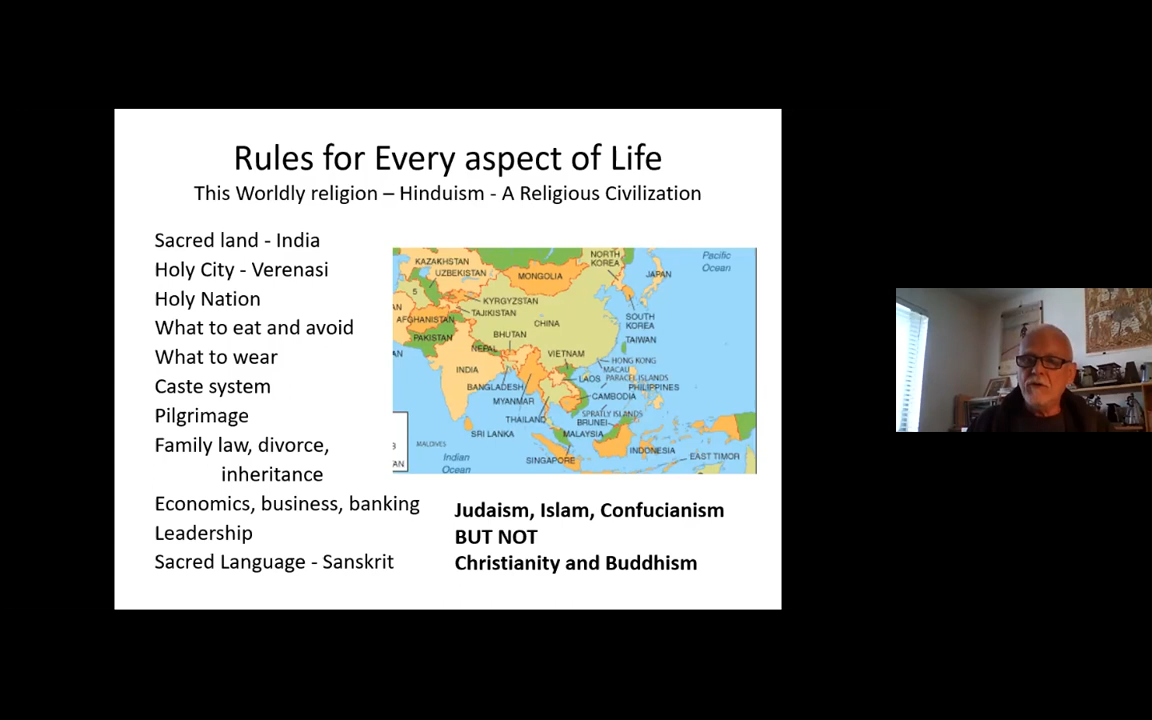 Rules for Every aspect of Life
This Worldly religion – Hinduism - A Religious Civilization
Sacred land - India
Holy City - Verenasi
Holy Nation
What to eat and avoid
What to wear
Caste system
Pilgrimage
Family law, divorce,
inheritance
Economics, business, banking
Leadership
Sacred Language - Sanskrit
NORTH
KOREA
Pacific
Ocean
KAZAKHSTAN
UZBEKISTAN
MONGOLIA
JAPAN
5
AN
KYRGYZSTAN
TAJIKISTAN
AFGHANISTAN
CHINA
SOUTH
KOREA
PAKISTAN
BHUTAN
TAIWAN
AN
NEPAL
VIETNAM
HONG KONG
MACAU
INDIA
LAOS
PARACEL ISLANDS
BANGLADESH
PHILIPPINES
MYANMAR
CAMBODIA
THAILAND
SPRATLY ISLANDS
BRUNEI
SRI LANKA
MALAYSIA
MALDIVES
INDONESIA
Indian
Ocean
SINGAPORE
EAST TIMOR
AN
Judaism, Islam, Confucianism
BUT NOT
Christianity and Buddhism